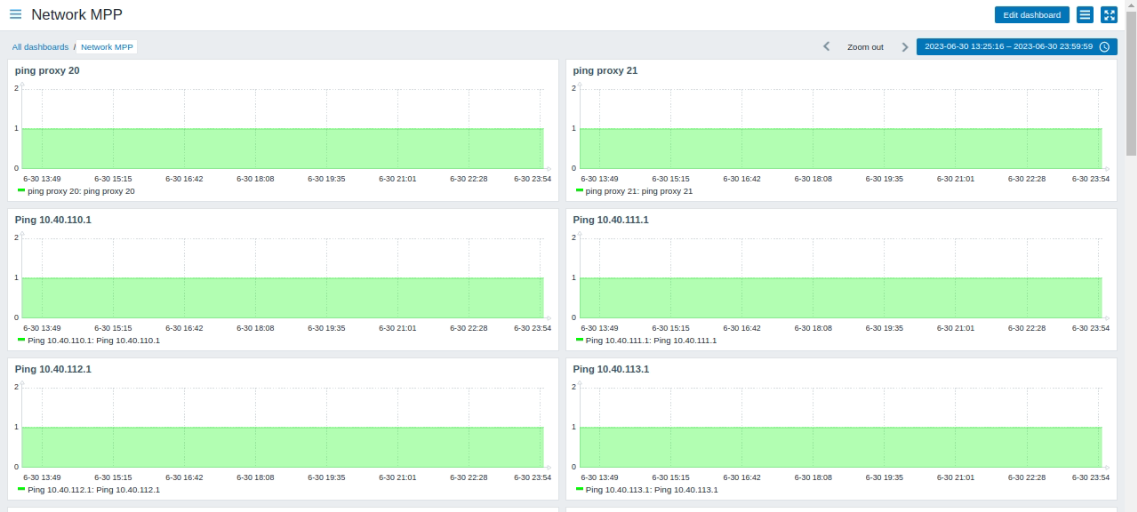 Network MPP
Edit dashboard
All dashboards / Network MPP
Zoom out
2023-06-30 13:25:16 – 2023-06-30 23:59:59
ping proxy 20
2
1
0
6-30 13:49 6-30 15:15 6-30 16:42 6-30 18:08 6-30 19:35 6-30 21:01 6-30 22:28 6-30 23:54
ping proxy 20: ping proxy 20
ping proxy 21
2
1
0
6-30 13:49 6-30 15:15 6-30 16:42 6-30 18:08 6-30 19:35 6-30 21:01 6-30 22:28 6-30 23:54
ping proxy 21: ping proxy 21
Ping 10.40.110.1
2
1
0
6-30 13:49 6-30 15:15 6-30 16:42 6-30 18:08 6-30 19:35 6-30 21:01 6-30 22:28 6-30 23:54
Ping 10.40.110.1: Ping 10.40.110.1
Ping 10.40.111.1
2
1
0
6-30 13:49 6-30 15:15 6-30 16:42 6-30 18:08 6-30 19:35 6-30 21:01 6-30 22:28 6-30 23:54
Ping 10.40.111.1: Ping 10.40.111.1
Ping 10.40.112.1
2
1
0
6-30 13:49 6-30 15:15 6-30 16:42 6-30 18:08 6-30 19:35 6-30 21:01 6-30 22:28 6-30 23:54
Ping 10.40.112.1: Ping 10.40.112.1
Ping 10.40.113.1
2
1
0
6-30 13:49 6-30 15:15 6-30 16:42 6-30 18:08 6-30 19:35 6-30 21:01 6-30 22:28 6-30 23:54
Ping 10.40.113.1: Ping 10.40.113.1